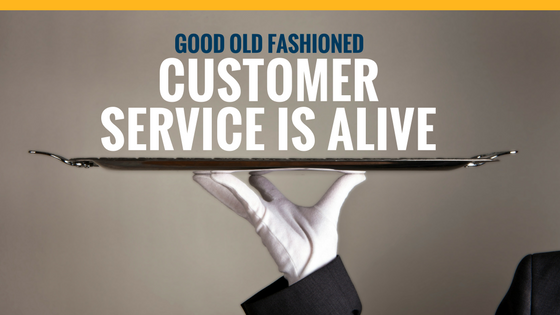 GOOD OLD FASHIONED
CUSTOMER
SERVICE IS ALIVE